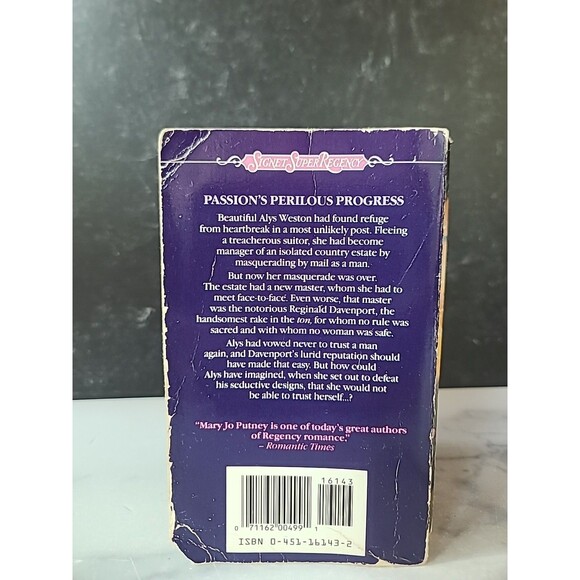 SIGNET SUPER REGENCY
PASSION'S PERILOUS PROGRESS
Beautiful Alys Weston had found refuge
from heartbreak in a most unlikely post. Fleeing
a treacherous suitor, she had become
manager of an isolated country estate by
masquerading by mail as a man.
But now her masquerade was over.
The estate had a new master, whom she had to
meet face-to-face. Even worse, that master
was the notorious Reginald Davenport, the
handsomest rake in the ton, for whom no rule was
sacred and with whom no woman was safe.
Alys had vowed never to trust a man
again, and Davenport's lurid reputation should
have made that easy. But how could
Alys have imagined, when she set out to defeat
his seductive designs, that she would not
be able to trust herself...?
"Mary Jo Putney is one of today's great authors
of Regency romance."
– Romantic Times
16143
0 71162 00499 1
ISBN 0-451-16143-2